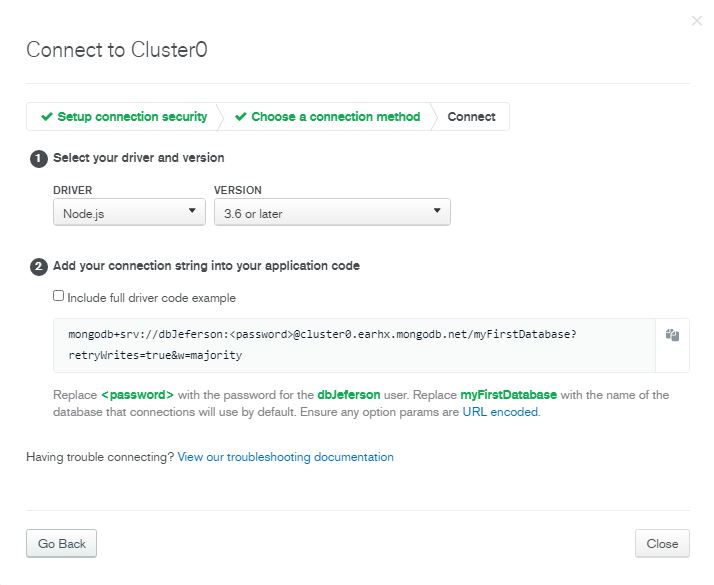 Connect to Cluster0
Setup connection security
Choose a connection method
Connect
1 Select your driver and version
DRIVER
VERSION
Node.js
3.6 or later
2 Add your connection string into your application code
Include full driver code example
mongodb+srv://dbJeferson:<password>@cluster0.earhx.mongodb.net/myFirstDatabase?
retryWrites=true&w=majority
Replace <password> with the password for the dbJeferson user. Replace myFirstDatabase with the name of the
database that connections will use by default. Ensure any option params are URL encoded.
Having trouble connecting? View our troubleshooting documentation
Go Back
Close